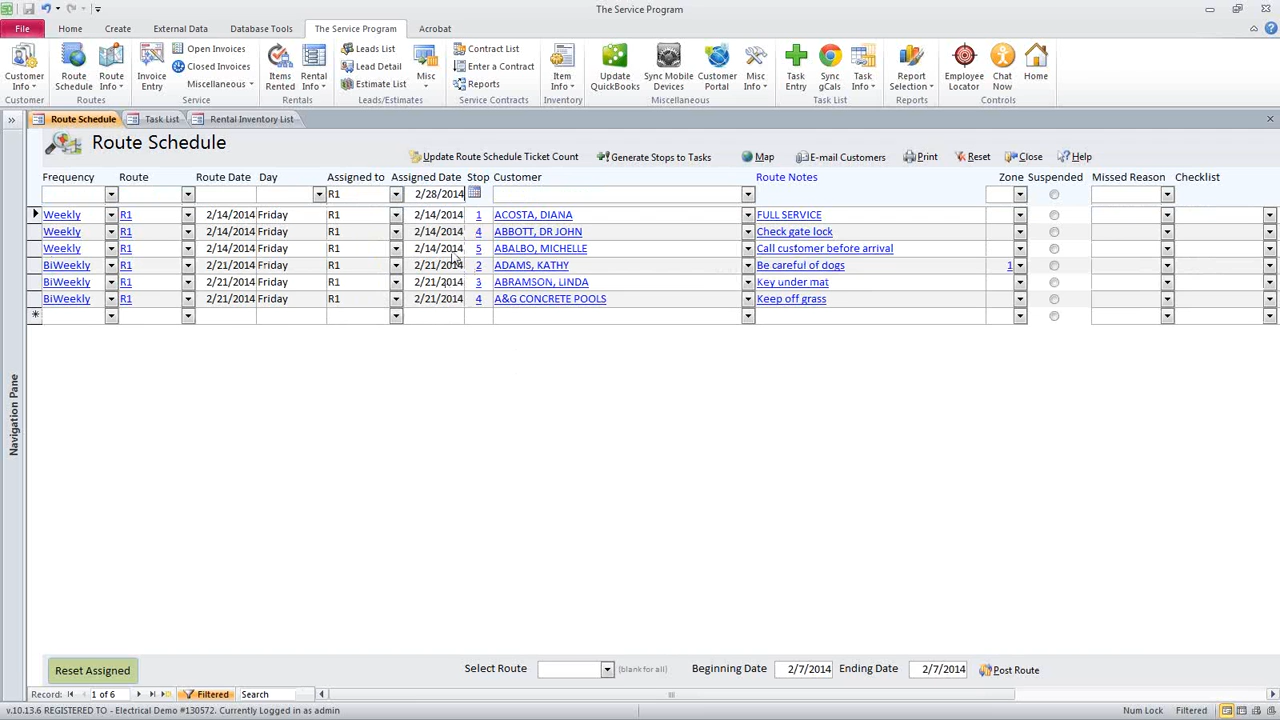 The Service Program
File Home Create External Data Database Tools The Service Program Acrobat
Customer Info Route Schedule Route Info Invoice Entry Open Invoices Closed Invoices Miscellaneous Items Rented Rental Info Leads List Lead Detail Estimate List Misc Contract List Enter a Contract Reports Item Info Update QuickBooks Sync Mobile Devices Customer Portal Misc Info Task Entry Sync gCals Task Info Report Selection Employee Locator Chat Now Home
Customer Routes Service Rentals Leads/Estimates Service Contracts Inventory Miscellaneous Task List Reports Controls
Route Schedule Task List Rental Inventory List
Route Schedule
Update Route Schedule Ticket Count Generate Stops to Tasks Map E-mail Customers Print Reset Close Help
Frequency Route Route Date Day Assigned to Assigned Date Stop Customer Route Notes Zone Suspended Missed Reason Checklist
R1 2/28/2014
Weekly R1 2/14/2014 Friday R1 2/14/2014 1 ACOSTA, DIANA FULL SERVICE
Weekly R1 2/14/2014 Friday R1 2/14/2014 4 ABBOTT, DR JOHN Check gate lock
Weekly R1 2/14/2014 Friday R1 2/14/2014 5 ABALBO, MICHELLE Call customer before arrival
BiWeekly R1 2/21/2014 Friday R1 2/21/2014 2 ADAMS, KATHY Be careful of dogs 1
BiWeekly R1 2/21/2014 Friday R1 2/21/2014 3 ABRAMSON, LINDA Key under mat
BiWeekly R1 2/21/2014 Friday R1 2/21/2014 4 A&G CONCRETE POOLS Keep off grass
Navigation Pane
Reset Assigned Select Route (blank for all) Beginning Date 2/7/2014 Ending Date 2/7/2014 Post Route
Record: 1 of 6 Filtered Search
v.10.13.6 REGISTERED TO - Electrical Demo #130572. Currently Logged in as admin Num Lock Filtered